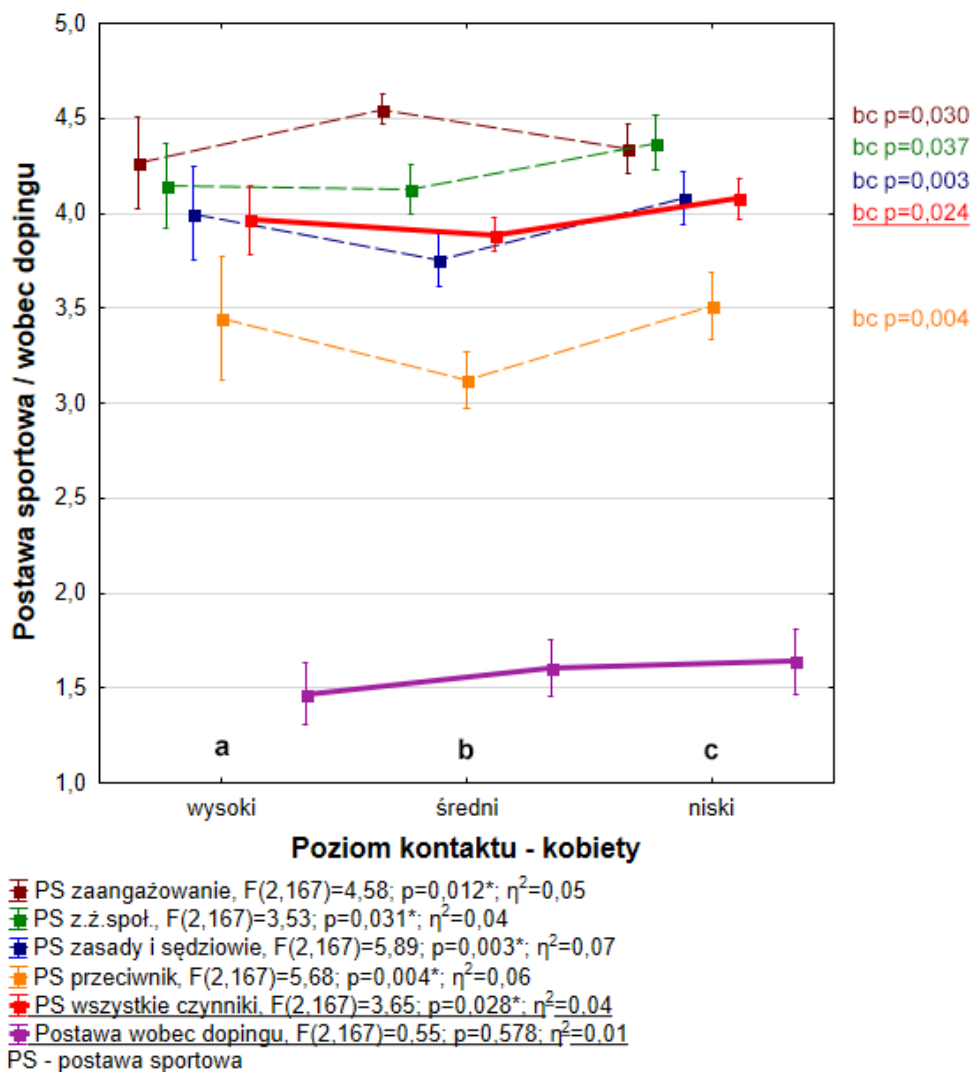 Postawa sportowa / wobec dopingu
5,0
4,5
4,0
3,5
3,0
2,5
2,0
1,5
1,0
bc p=0,030
bc p=0,037
bc p=0,003
bc p=0,024
bc p=0,004
a b c
wysoki średni niski
Poziom kontaktu - kobiety
PS zaangażowanie, F(2,167)=4,58; p=0,012*; η²=0,05
PS z.ż.społ., F(2,167)=3,53; p=0,031*; η²=0,04
PS zasady i sędziowie, F(2,167)=5,89; p=0,003*; η²=0,07
PS przeciwnik, F(2,167)=5,68; p=0,004*; η²=0,06
PS wszystkie czynniki, F(2,167)=3,65; p=0,028*; η²=0,04
Postawa wobec dopingu, F(2,167)=0,55; p=0,578; η²=0,01
PS - postawa sportowa